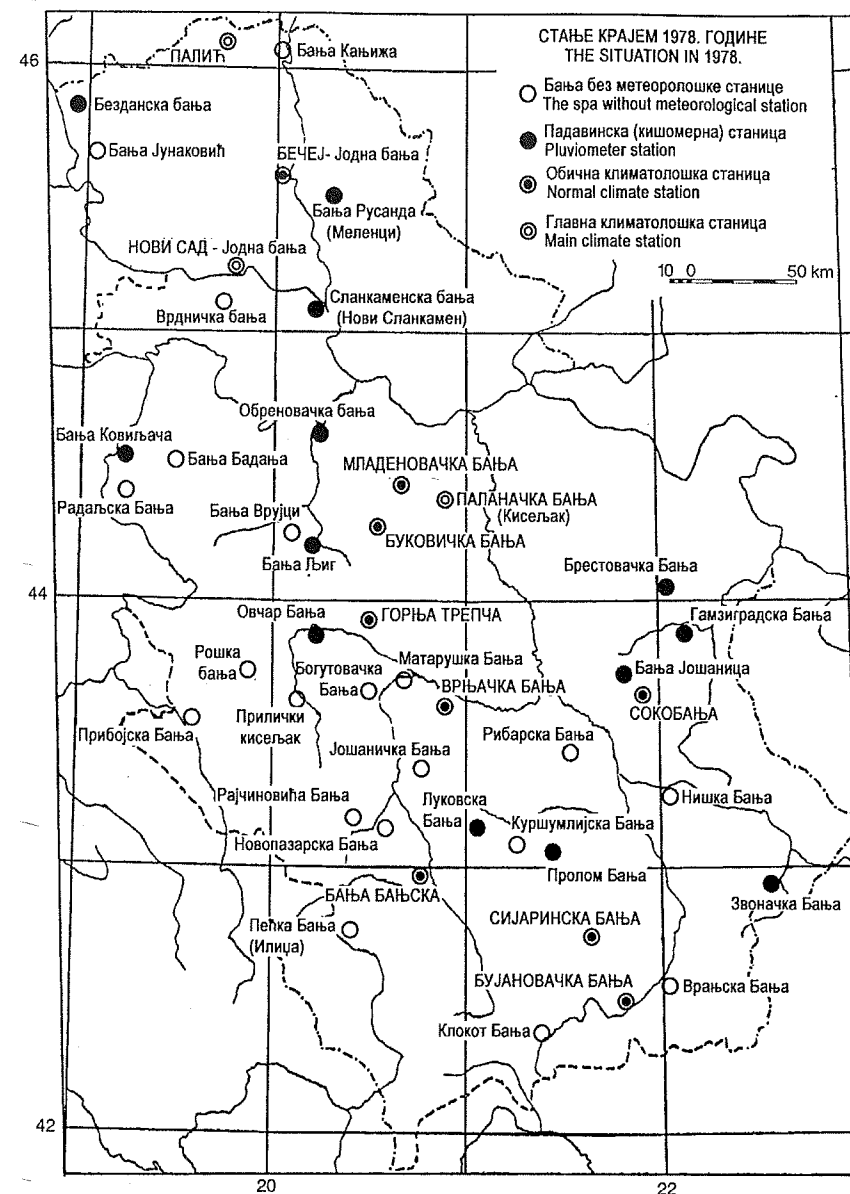 СТАЊЕ КРАЈЕМ 1978. ГОДИНЕ
THE SITUATION IN 1978.
Бања без метеоролошке станице
The spa without meteorological station
Падавинска (кишомерна) станица
Pluviometer station
Обична климатолошка станица
Normal climate station
Главна климатолошка станица
Main climate station
10 0 50 km
46
ПАЛИЋ
Бања Кањижа
Безданска бања
Бања Јунаковић
БЕЧЕЈ- Јодна бања
Бања Русанда
(Меленци)
НОВИ САД - Јодна бања
Врдничка бања
Сланкаменска бања
(Нови Сланкамен)
Обреновачка бања
Бања Ковиљача
Бања Бадања
МЛАДЕНОВАЧКА БАЊА
ПАЛАНАЧКА БАЊА
(Кисељак)
Радаљска Бања
Бања Врујци
БУКОВИЧКА БАЊА
Бања Љиг
Брестовачка Бања
44
Овчар Бања
ГОРЊА ТРЕПЧА
Гамзиградска Бања
Рошка
бања
Богутовачка
Бања
Матарушка Бања
Бања Јошаница
ВРЊАЧКА БАЊА
СОКОБАЊА
Прибојска Бања
Прилички
кисељак
Јошаничка Бања
Рибарска Бања
Рајчиновића Бања
Луковска
Бања
Куршумлијска Бања
Нишка Бања
Новопазарска Бања
Пролом Бања
БАЊА БАЊСКА
Звоначка Бања
Пећка Бања
(Илиџа)
СИЈАРИНСКА БАЊА
БУЈАНОВАЧКА БАЊА
Врањска Бања
Клокот Бања
42
20
22